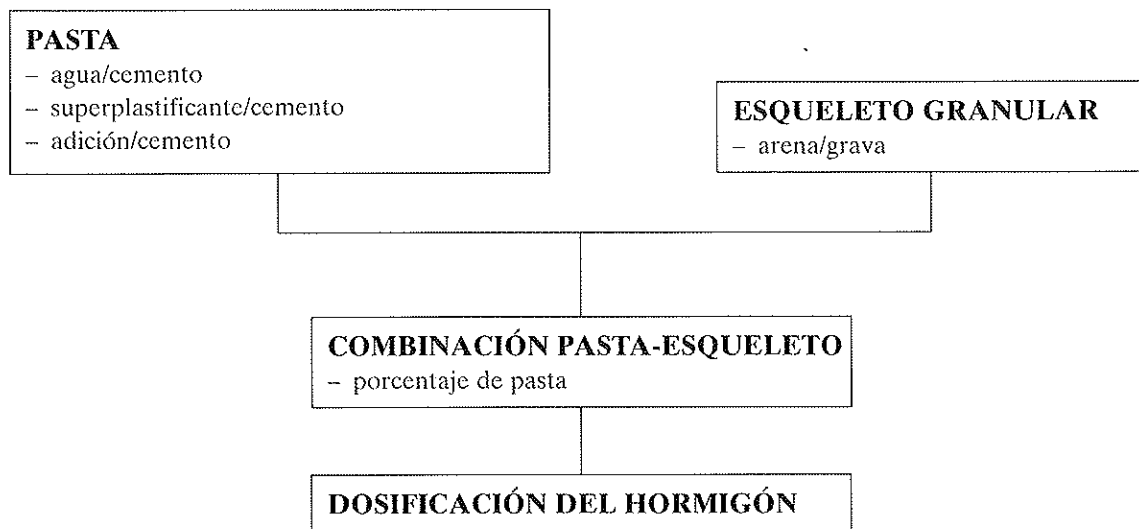 PASTA
– agua/cemento
– superplastificante/cemento
– adición/cemento
ESQUELETO GRANULAR
– arena/grava
COMBINACIÓN PASTA-ESQUELETO
– porcentaje de pasta
DOSIFICACIÓN DEL HORMIGÓN